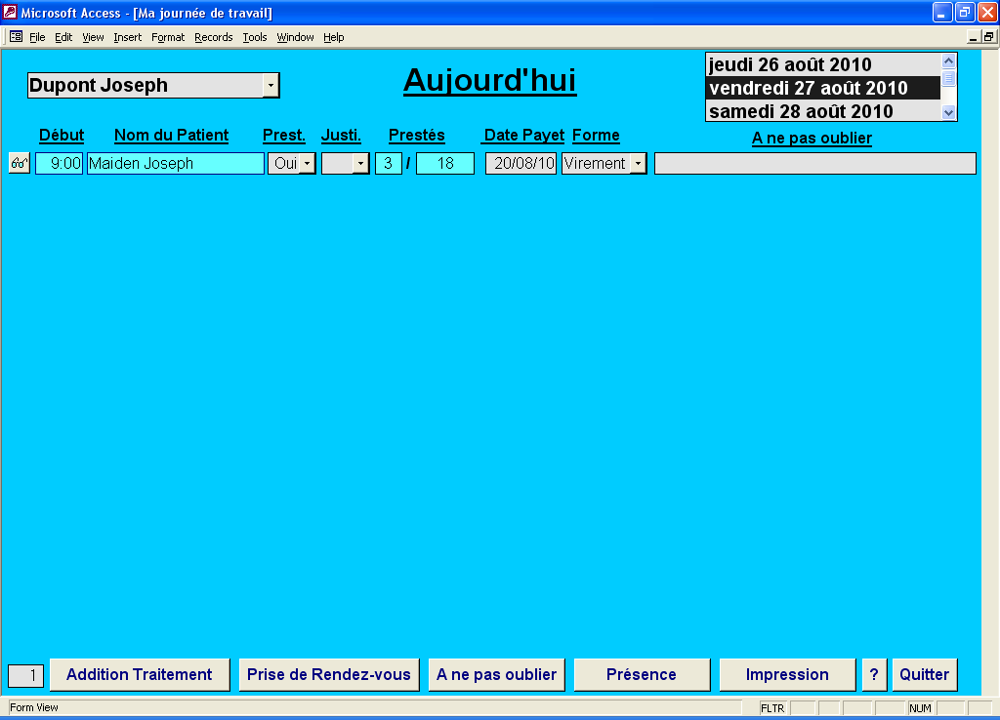 Microsoft Access - [Ma journée de travail]
File Edit View Insert Format Records Tools Window Help
Dupont Joseph
Aujourd'hui
jeudi 26 août 2010
vendredi 27 août 2010
samedi 28 août 2010
Début Nom du Patient Prest. Justi. Prestés Date Payet Forme A ne pas oublier
9:00 Maiden Joseph Oui 3 / 18 20/08/10 Virement
1 Addition Traitement Prise de Rendez-vous A ne pas oublier Présence Impression ? Quitter
Form View FLTR NUM